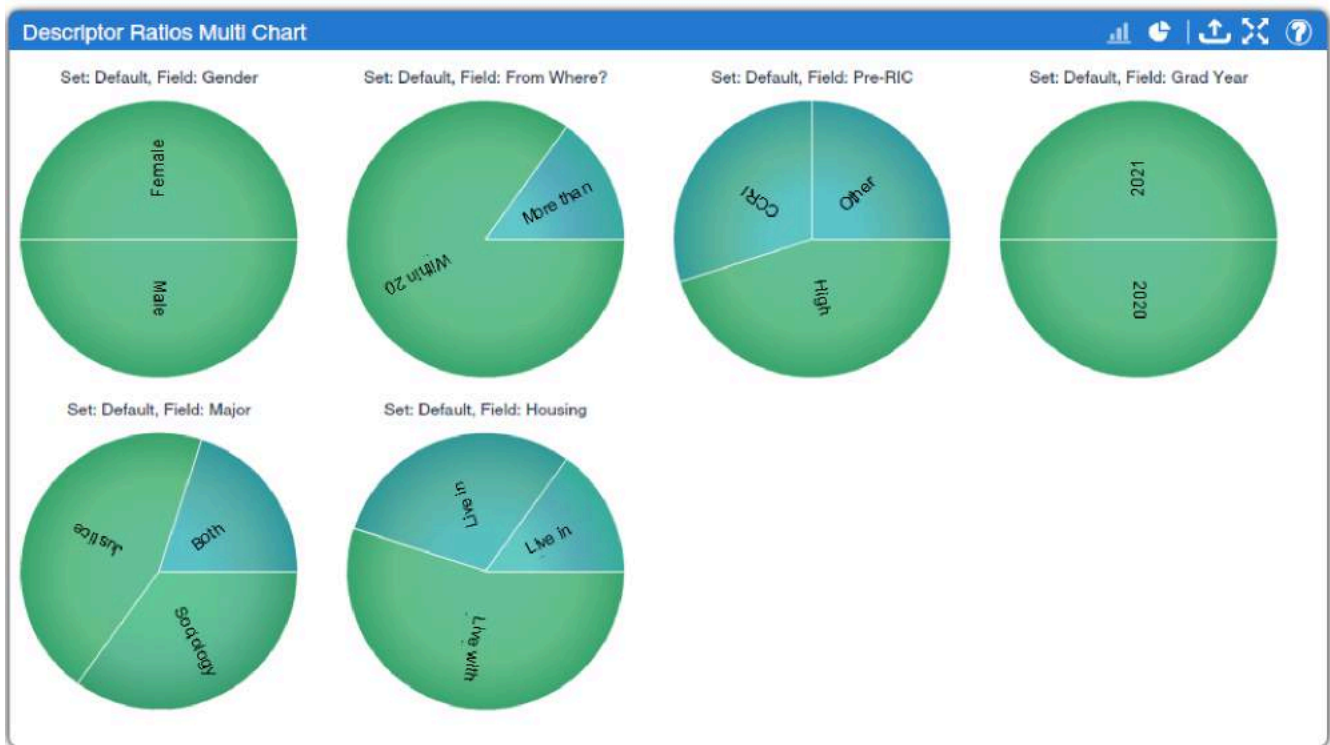 Descriptor Ratios Multi Chart
Set: Default, Field: Gender
Female
Male
Set: Default, Field: From Where?
More than
Within 20
Set: Default, Field: Pre-RIC
CCRI
Other
High
Set: Default, Field: Grad Year
2021
2020
Set: Default, Field: Major
Justice
Both
Sociology
Set: Default, Field: Housing
Live in
Live in
Live with